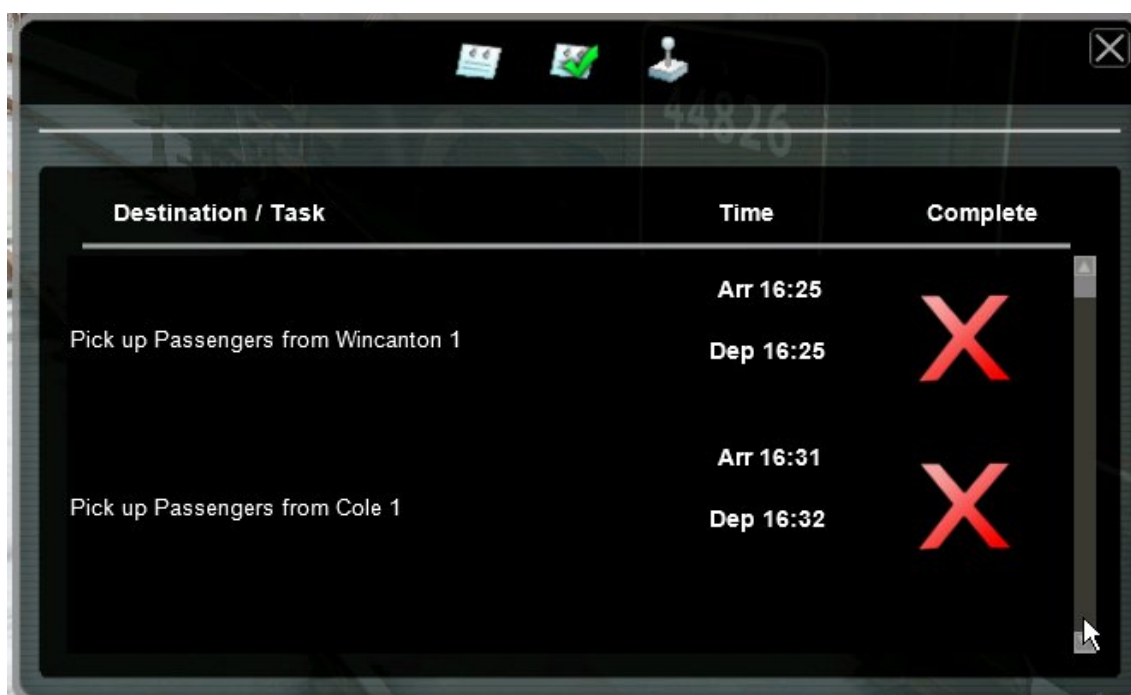 44826
Destination / Task Time Complete
Arr 16:25
Pick up Passengers from Wincanton 1
Dep 16:25
Arr 16:31
Pick up Passengers from Cole 1
Dep 16:32